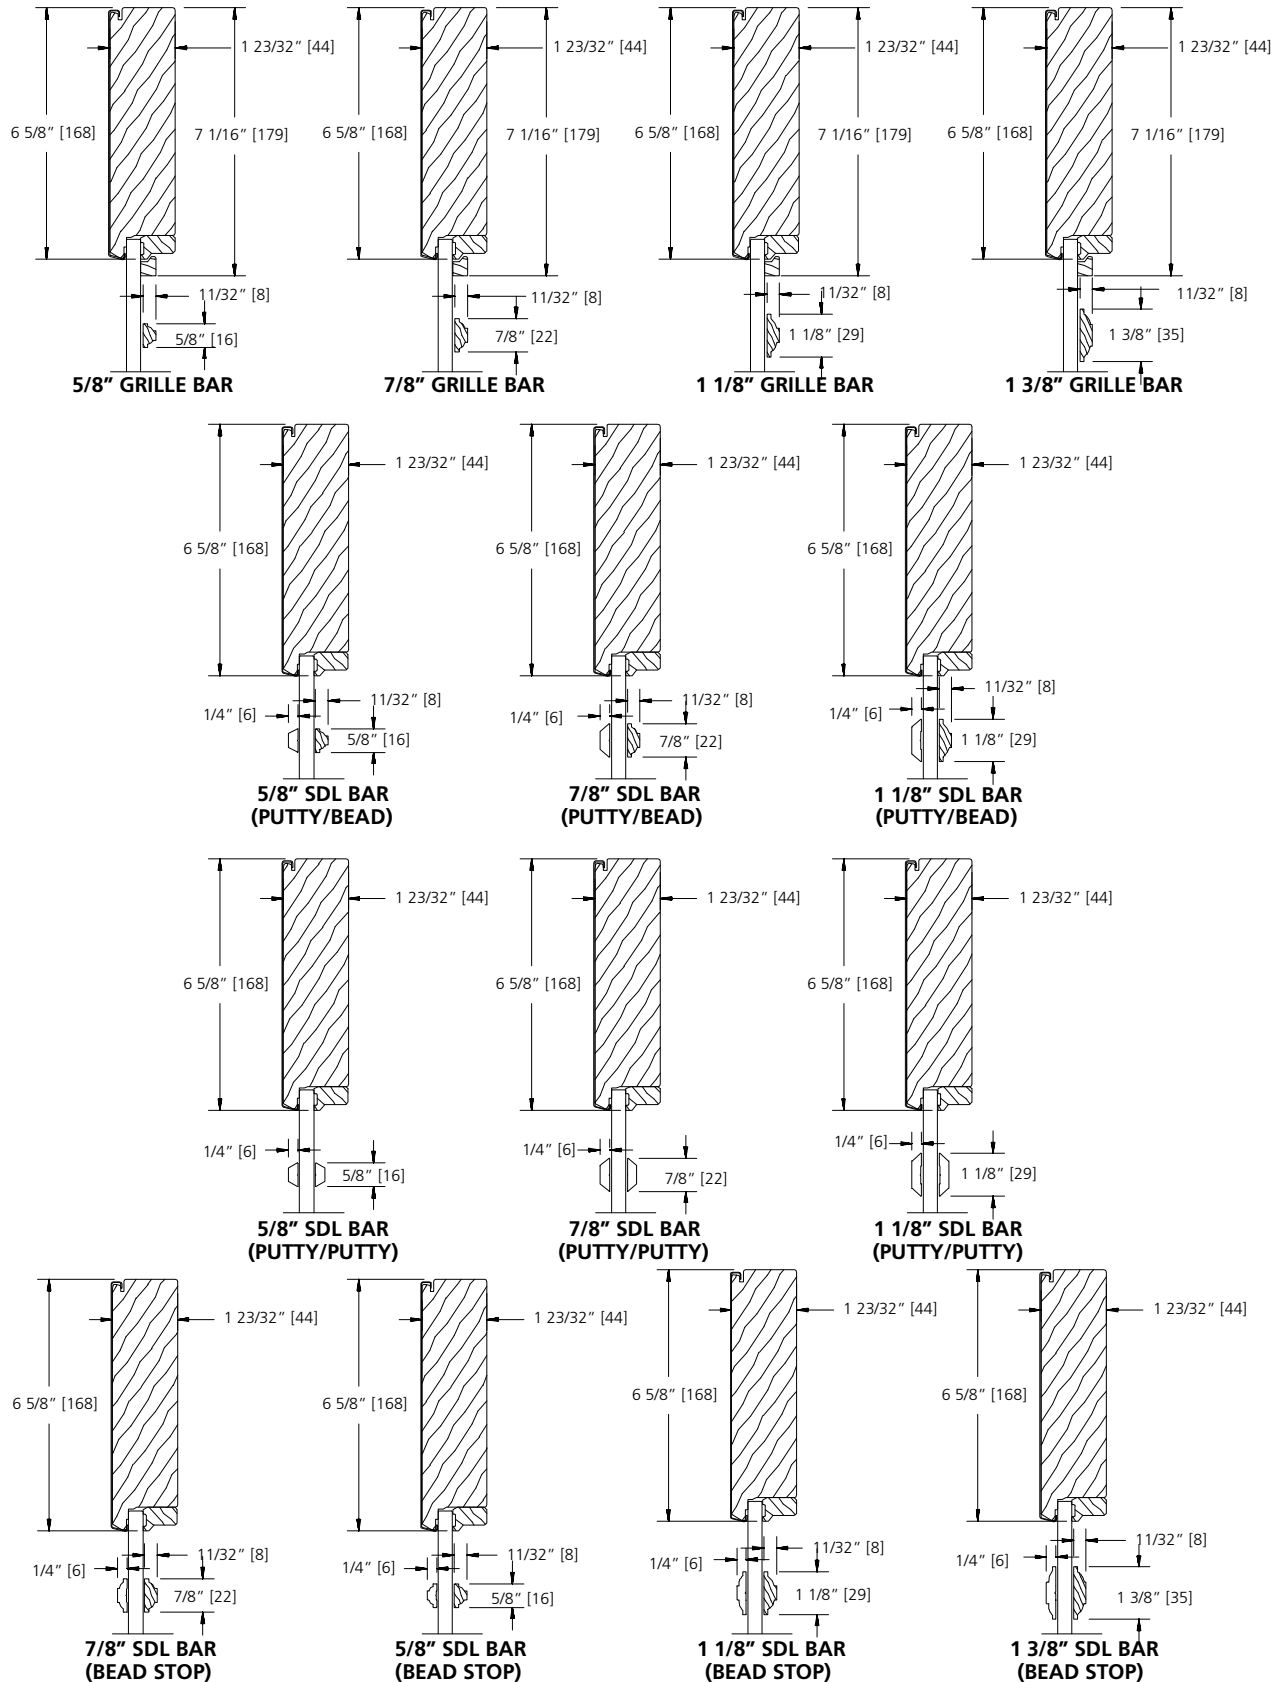 1 23/32” [44] 1 23/32” [44] 1 23/32” [44] 1 23/32” [44]
6 5/8” [168] 7 1/16” [179] 6 5/8” [168] 7 1/16” [179] 6 5/8” [168] 7 1/16” [179] 6 5/8” [168] 7 1/16” [179]
11/32” [8] 11/32” [8] 11/32” [8] 11/32” [8]
5/8” [16] 7/8” [22] 1 1/8” [29] 1 3/8” [35]
5/8” GRILLE BAR 7/8” GRILLE BAR 1 1/8” GRILLE BAR 1 3/8” GRILLE BAR
1 23/32” [44] 1 23/32” [44] 1 23/32” [44]
6 5/8” [168] 6 5/8” [168] 6 5/8” [168]
11/32” [8] 11/32” [8] 11/32” [8]
1/4” [6] 1/4” [6] 1/4” [6]
5/8” [16] 7/8” [22] 1 1/8” [29]
5/8” SDL BAR 7/8” SDL BAR 1 1/8” SDL BAR
(PUTTY/BEAD) (PUTTY/BEAD) (PUTTY/BEAD)
1 23/32” [44] 1 23/32” [44] 1 23/32” [44]
6 5/8” [168] 6 5/8” [168] 6 5/8” [168]
1/4” [6] 1/4” [6] 1/4” [6]
5/8” [16] 7/8” [22] 1 1/8” [29]
5/8” SDL BAR 7/8” SDL BAR 1 1/8” SDL BAR
(PUTTY/PUTTY) (PUTTY/PUTTY) (PUTTY/PUTTY)
1 23/32” [44] 1 23/32” [44] 1 23/32” [44] 1 23/32” [44]
6 5/8” [168] 6 5/8” [168] 6 5/8” [168] 6 5/8” [168]
11/32” [8] 11/32” [8] 11/32” [8] 11/32” [8]
1/4” [6] 1/4” [6] 1/4” [6] 1/4” [6]
7/8” [22] 5/8” [16] 1 1/8” [29] 1 3/8” [35]
7/8” SDL BAR 5/8” SDL BAR 1 1/8” SDL BAR 1 3/8” SDL BAR
(BEAD STOP) (BEAD STOP) (BEAD STOP) (BEAD STOP)